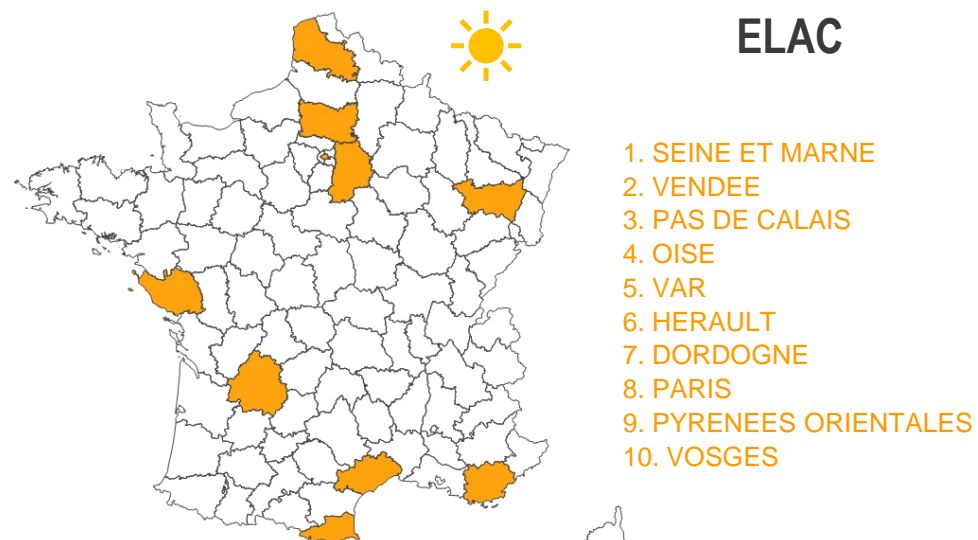 ELAC
1. SEINE ET MARNE
2. VENDEE
3. PAS DE CALAIS
4. OISE
5. VAR
6. HERAULT
7. DORDOGNE
8. PARIS
9. PYRENEES ORIENTALES
10. VOSGES